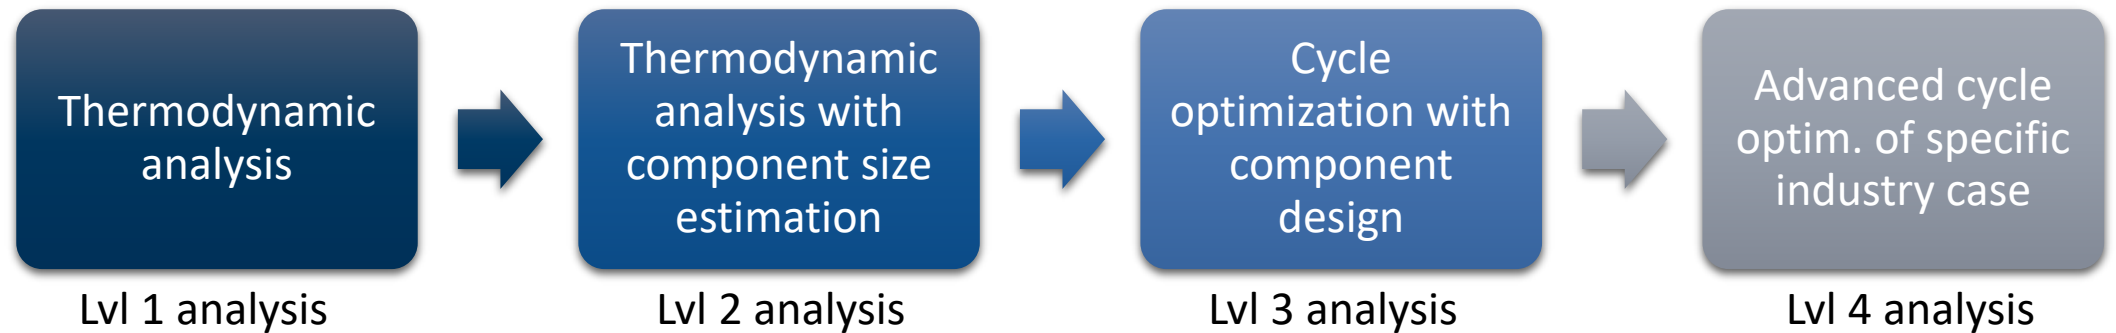 Thermodynamic
analysis
Thermodynamic
analysis with
component size
estimation
Cycle
optimization with
component
design
Advanced cycle
optim. of specific
industry case
Lvl 1 analysis
Lvl 2 analysis
Lvl 3 analysis
Lvl 4 analysis